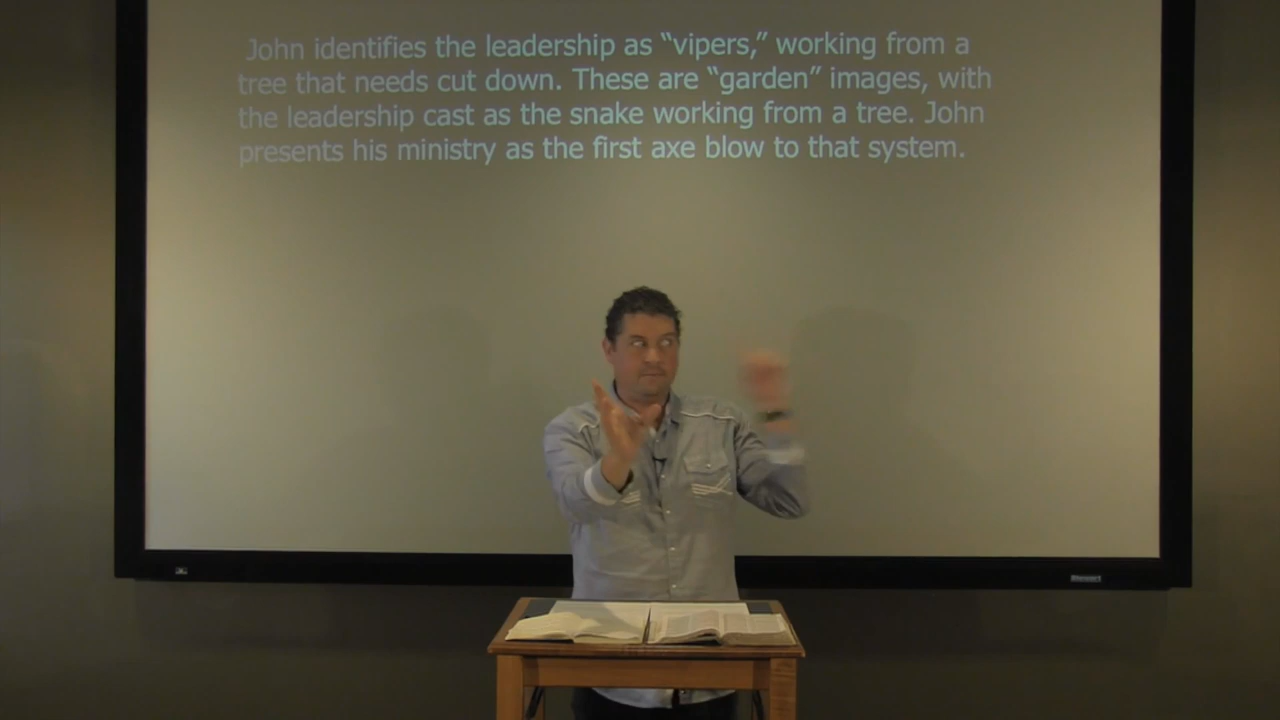 John identifies the leadership as “vipers,” working from a
tree that needs cut down. These are “garden” images, with
the leadership cast as the snake working from a tree. John
presents his ministry as the first axe blow to that system.